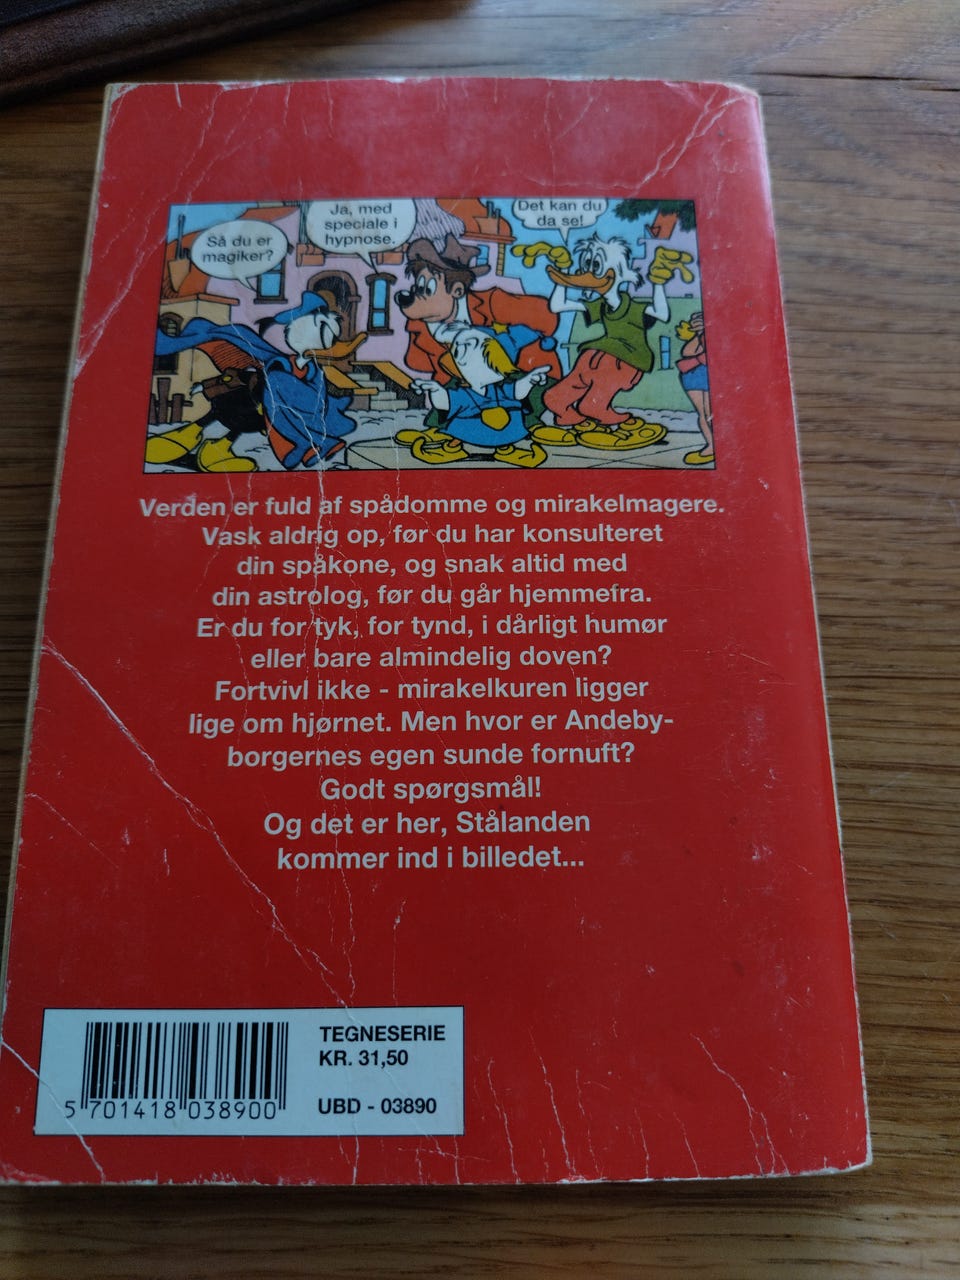 Så du er
magiker?
Ja, med
speciale i
hypnose.
Det kan du
da se!
Verden er fuld af spådomme og mirakelmagere.
Vask aldrig op, før du har konsulteret
din spåkone, og snak altid med
din astrolog, før du går hjemmefra.
Er du for tyk, for tynd, i dårligt humør
eller bare almindelig doven?
Fortvivl ikke - mirakelkuren ligger
lige om hjørnet. Men hvor er Andeby-
borgernes egen sunde fornuft?
Godt spørgsmål!
Og det er her, Stålanden
kommer ind i billedet...
TEGNESERIE
KR. 31,50
UBD - 03890
5 701418 038900